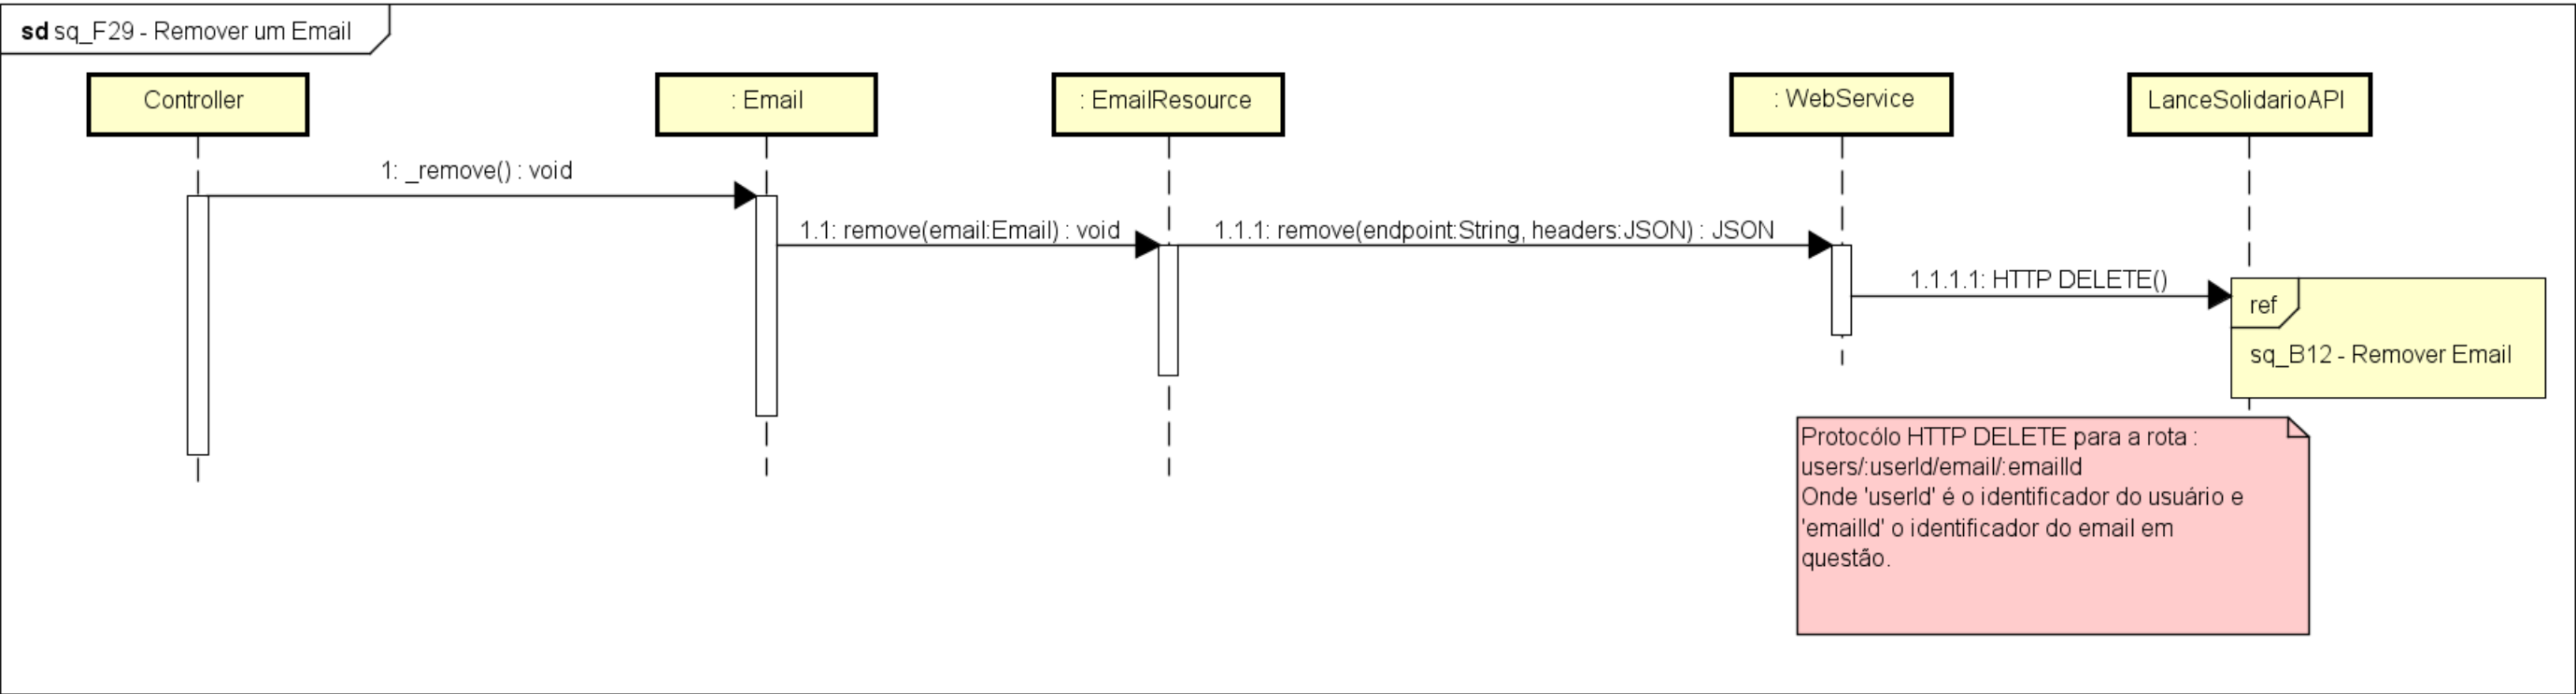 sd sq_F29 - Remover um Email
Controller
: Email
: EmailResource
: WebService
LanceSolidarioAPI
1: _remove() : void
1.1: remove(email:Email) : void
1.1.1: remove(endpoint:String, headers:JSON) : JSON
1.1.1.1: HTTP DELETE()
ref
sq_B12 - Remover Email
Protocólo HTTP DELETE para a rota :
users/:userId/email/:emailId
Onde 'userId' é o identificador do usuário e
'emailId' o identificador do email em
questão.